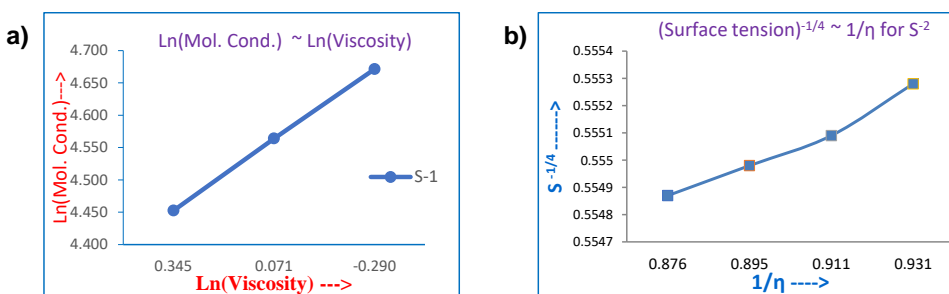 a)
Ln(Mol. Cond.) ~ Ln(Viscosity)
Ln(Mol. Cond.)--->
4.700
4.650
4.600
4.550
4.500
4.450
4.400
S-1
0.345 0.071 -0.290
Ln(Viscosity) --->
b)
(Surface tension)-1/4 ~ 1/η for S-2
S -1/4 ------>
0.5554
0.5553
0.5552
0.5551
0.555
0.5549
0.5548
0.5547
0.876 0.895 0.911 0.931
1/η ---->